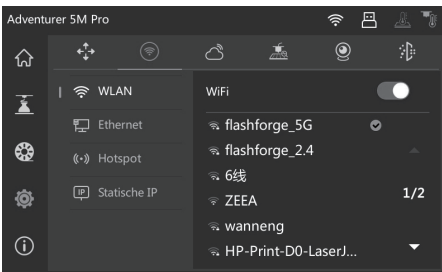 Adventurer 5M Pro
WLAN
Ethernet
Hotspot
IP Statische IP
WiFi
flashforge_5G
flashforge_2.4
6线
ZEEA
wanneng
HP-Print-D0-LaserJ...
1/2